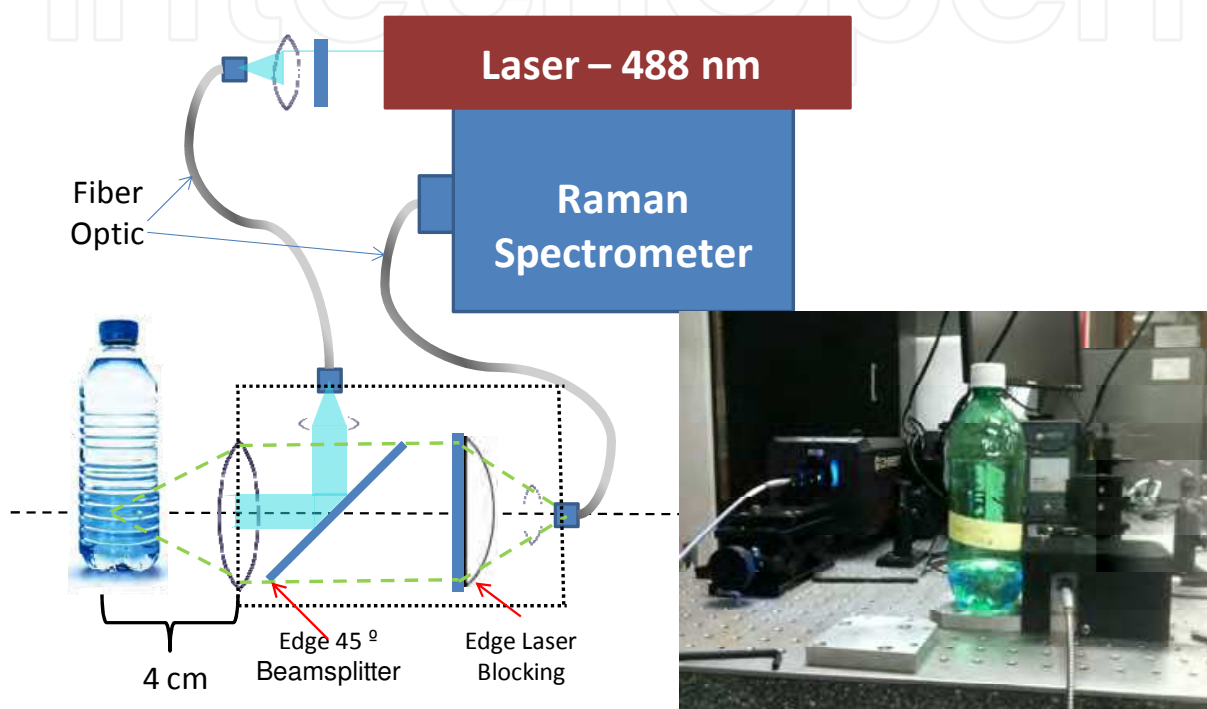 Laser – 488 nm
Fiber
Optic
Raman
Spectrometer
Edge 45 º
Beamsplitter
Edge Laser
Blocking
4 cm